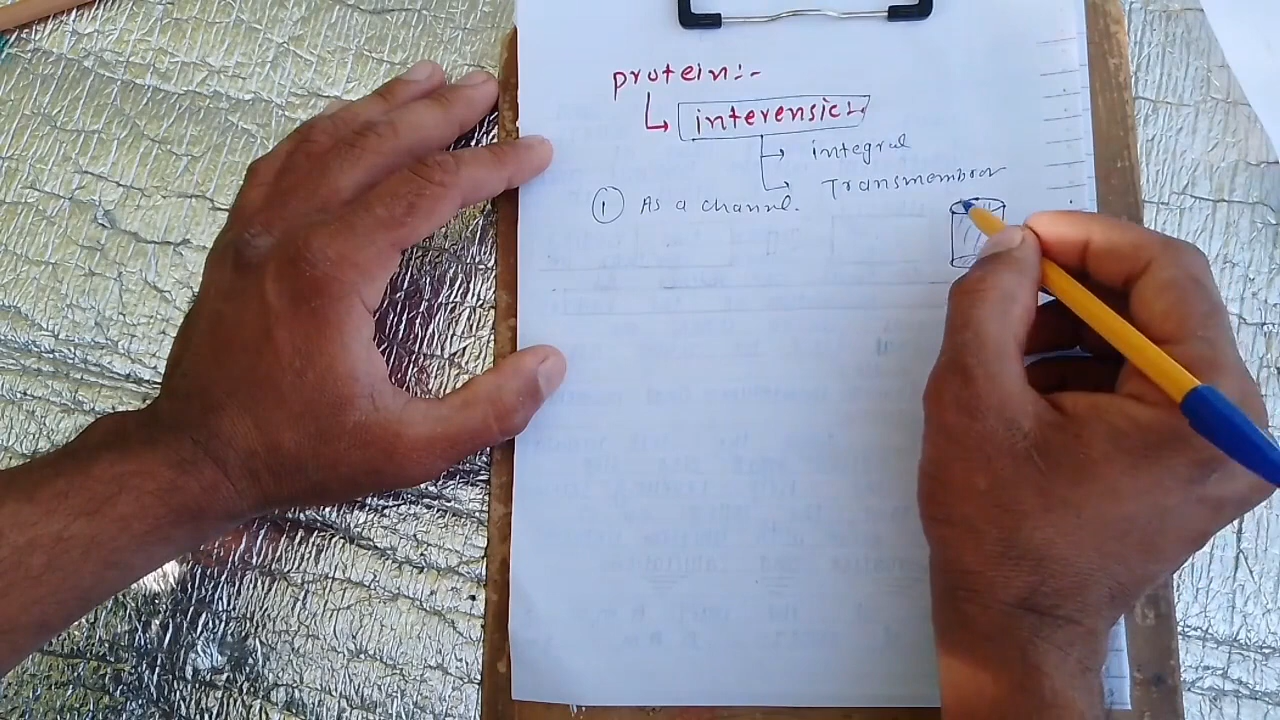 protein:-
interensic
integral
Transmembran
① As a channel.